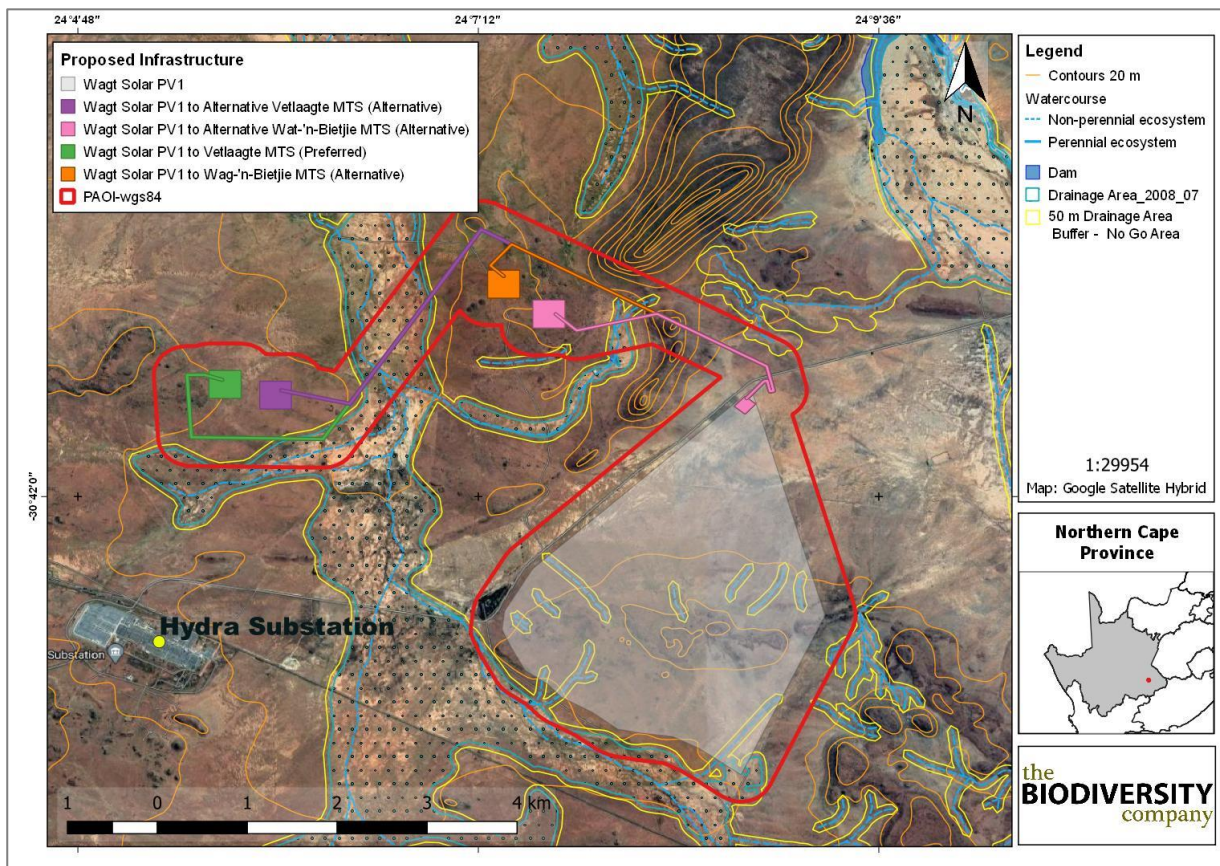 24°4'48"
24°7'12"
24°9'36"
Proposed Infrastructure
Wagt Solar PV1
Wagt Solar PV1 to Alternative Vetlaagte MTS (Alternative)
Wagt Solar PV1 to Alternative Wat-'n-Bietjie MTS (Alternative)
Wagt Solar PV1 to Vetlaagte MTS (Preferred)
Wagt Solar PV1 to Wag-'n-Bietjie MTS (Alternative)
PAOI-wgs84
N
-30°42'0"
Hydra Substation
Substation
1 0 1 2 3 4 km
Legend
Contours 20 m
Watercourse
Non-perennial ecosystem
Perennial ecosystem
Dam
Drainage Area_2008_07
50 m Drainage Area
Buffer - No Go Area
1:29954
Map: Google Satellite Hybrid
Northern Cape
Province
the
BIODIVERSITY
company